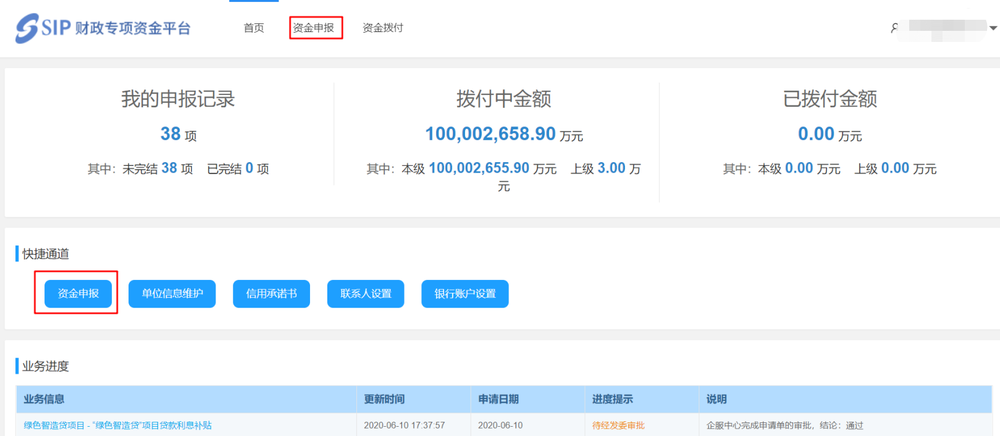 SIP 财政专项资金平台
首页 资金申报 资金拨付
我的申报记录
38 项
其中：未完结 38 项 已完结 0 项
拨付中金额
100,002,658.90 万元
其中：本级 100,002,655.90 万元 上级 3.00 万
元
已拨付金额
0.00 万元
其中：本级 0.00 万元 上级 0.00 万元
快捷通道
资金申报 单位信息维护 信用承诺书 联系人设置 银行账户设置
业务进度
业务信息 更新时间 申请日期 进度提示 说明
绿色智造贷项目 - “绿色智造贷”项目贷款利息补贴 2020-06-10 17:37:57 2020-06-10 待经发委审批 企服中心完成申请单的审批，结论：通过